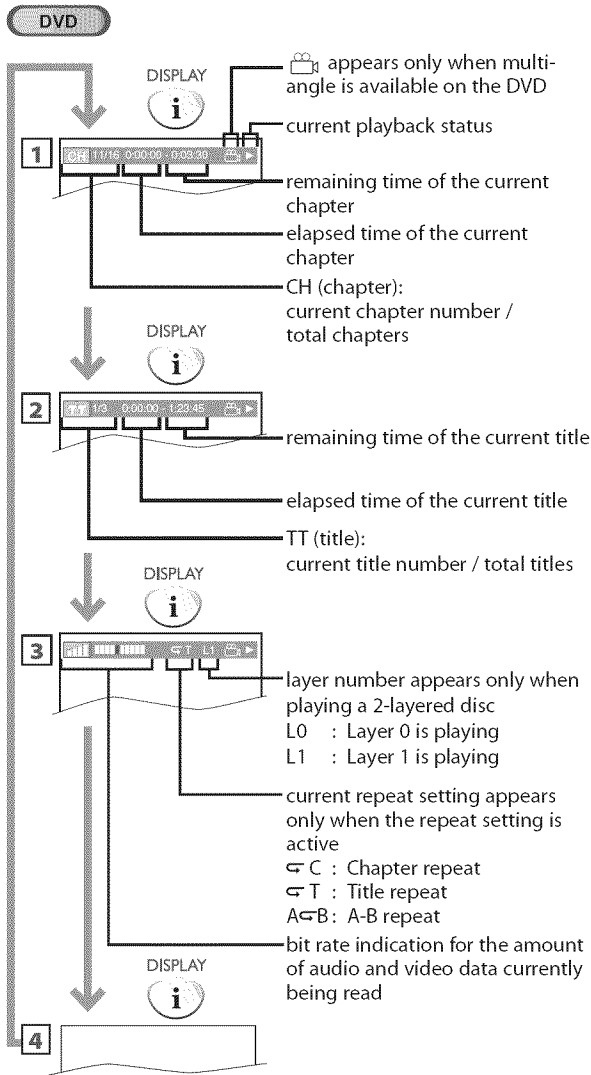 DVD
DISPLAY
i
appears only when multi-
angle is available on the DVD
current playback status
1
CH 11/16 0:00:00 - 0:03:30
remaining time of the current
chapter
elapsed time of the current
chapter
CH (chapter):
current chapter number /
total chapters
DISPLAY
i
2
TT 1/3 0:00:00 - 1:23:45
remaining time of the current title
elapsed time of the current title
TT (title):
current title number / total titles
DISPLAY
i
3
T L1
layer number appears only when
playing a 2-layered disc
L0 : Layer 0 is playing
L1 : Layer 1 is playing
current repeat setting appears
only when the repeat setting is
active
C : Chapter repeat
T : Title repeat
A B : A-B repeat
bit rate indication for the amount
of audio and video data currently
being read
DISPLAY
i
4